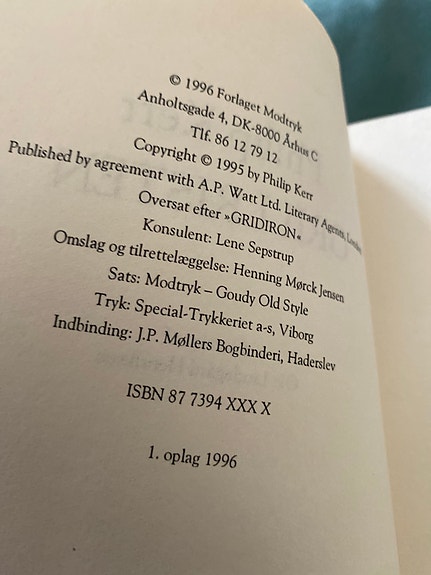 © 1996 Forlaget Modtryk
Anholtsgade 4, DK-8000 Århus C
Tlf. 86 12 79 12
Copyright © 1995 by Philip Kerr
Published by agreement with A.P. Watt Ltd. Literary Agents, London
Oversat efter »GRIDIRON«
Konsulent: Lene Sepstrup
Omslag og tilrettelæggelse: Henning Mørck Jensen
Sats: Modtryk – Goudy Old Style
Tryk: Special-Trykkeriet a-s, Viborg
Indbinding: J.P. Møllers Bogbinderi, Haderslev
ISBN 87 7394 XXX X
1. oplag 1996